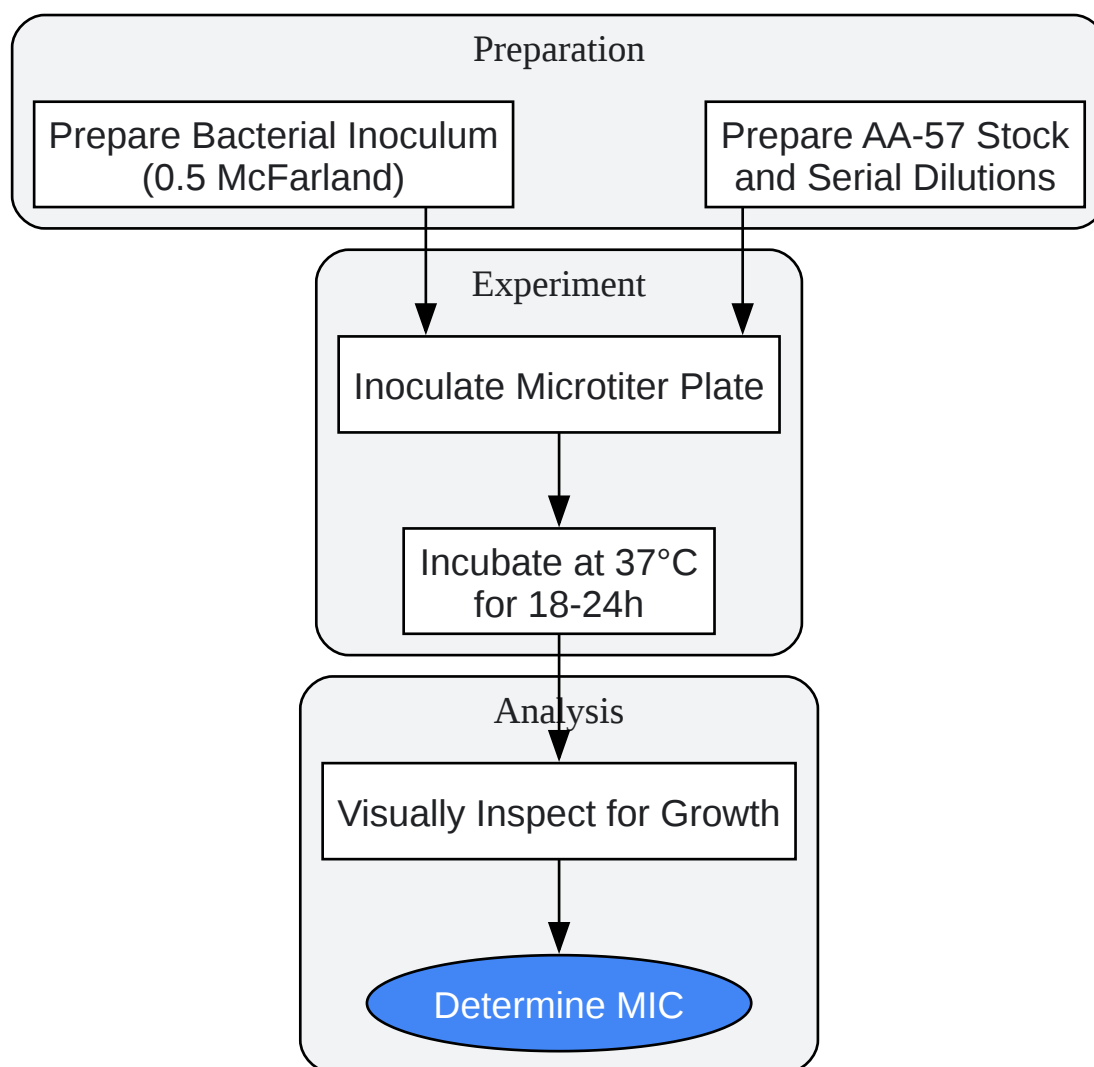 Preparation
Prepare Bacterial Inoculum
(0.5 McFarland)
Prepare AA-57 Stock
and Serial Dilutions
Experiment
Inoculate Microtiter Plate
Incubate at 37°C
for 18-24h
Analysis
Visually Inspect for Growth
Determine MIC